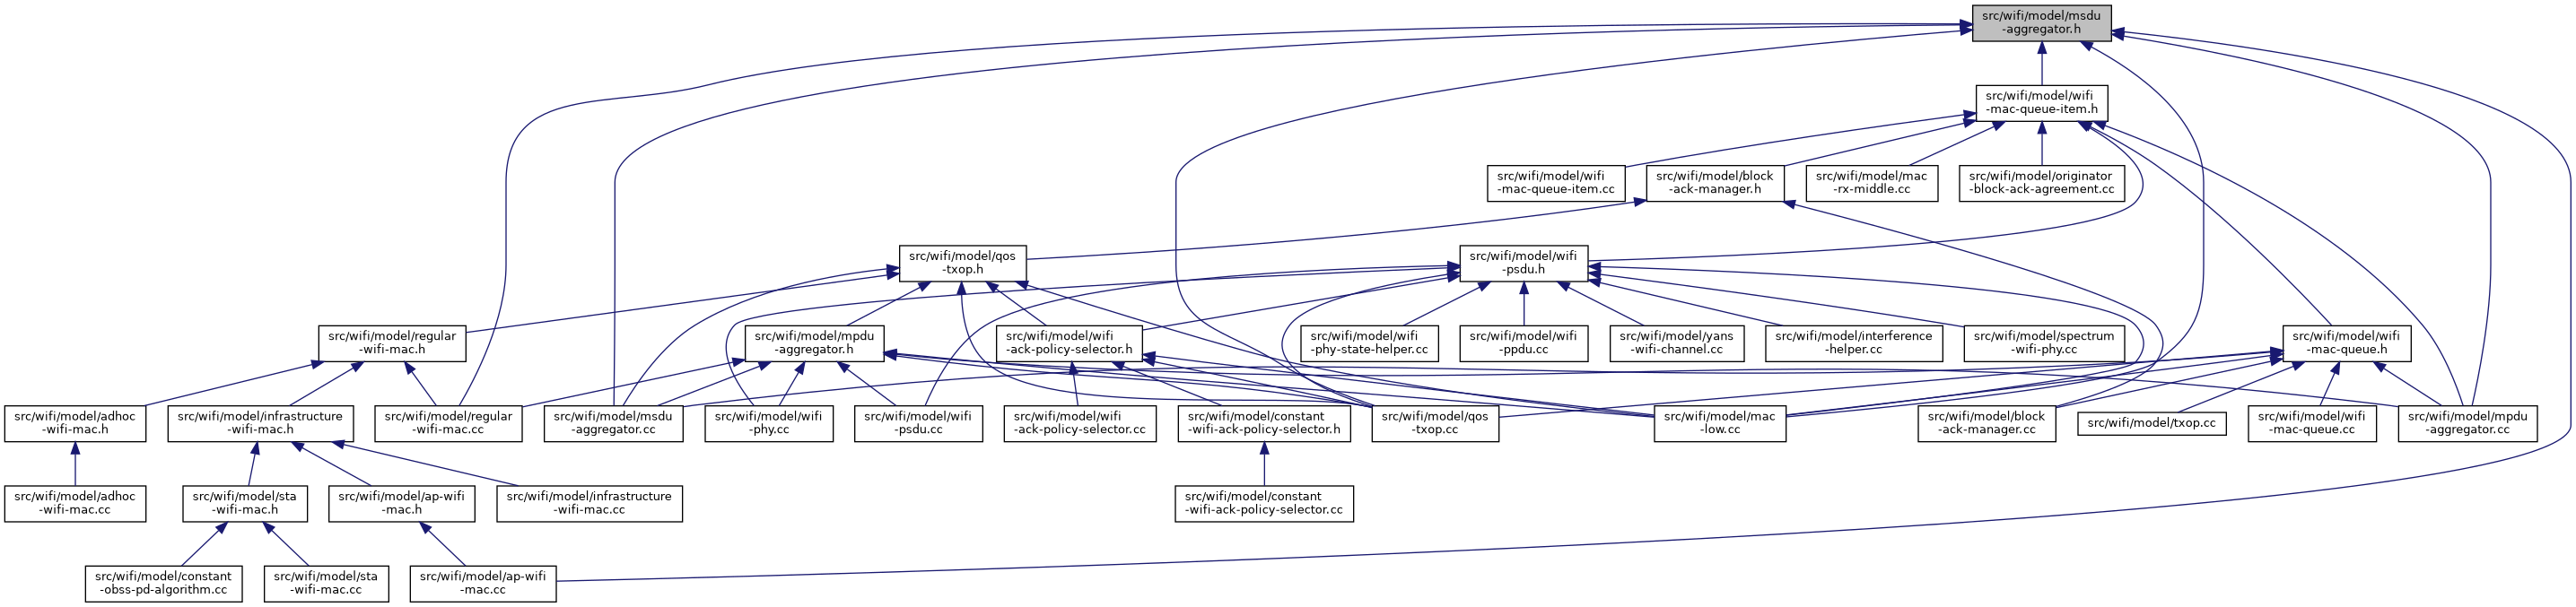 src/wifi/model/msdu
-aggregator.h
src/wifi/model/wifi
-mac-queue-item.h
src/wifi/model/wifi
-mac-queue-item.cc
src/wifi/model/block
-ack-manager.h
src/wifi/model/mac
-rx-middle.cc
src/wifi/model/originator
-block-ack-agreement.cc
src/wifi/model/qos
-txop.h
src/wifi/model/wifi
-psdu.h
src/wifi/model/regular
-wifi-mac.h
src/wifi/model/mpdu
-aggregator.h
src/wifi/model/wifi
-ack-policy-selector.h
src/wifi/model/wifi
-phy-state-helper.cc
src/wifi/model/wifi
-ppdu.cc
src/wifi/model/yans
-wifi-channel.cc
src/wifi/model/interference
-helper.cc
src/wifi/model/spectrum
-wifi-phy.cc
src/wifi/model/wifi
-mac-queue.h
src/wifi/model/adhoc
-wifi-mac.h
src/wifi/model/infrastructure
-wifi-mac.h
src/wifi/model/regular
-wifi-mac.cc
src/wifi/model/msdu
-aggregator.cc
src/wifi/model/wifi
-phy.cc
src/wifi/model/wifi
-psdu.cc
src/wifi/model/wifi
-ack-policy-selector.cc
src/wifi/model/constant
-wifi-ack-policy-selector.h
src/wifi/model/qos
-txop.cc
src/wifi/model/mac
-low.cc
src/wifi/model/block
-ack-manager.cc
src/wifi/model/txop.cc
src/wifi/model/wifi
-mac-queue.cc
src/wifi/model/mpdu
-aggregator.cc
src/wifi/model/adhoc
-wifi-mac.cc
src/wifi/model/sta
-wifi-mac.h
src/wifi/model/ap-wifi
-mac.h
src/wifi/model/infrastructure
-wifi-mac.cc
src/wifi/model/constant
-wifi-ack-policy-selector.cc
src/wifi/model/constant
-obss-pd-algorithm.cc
src/wifi/model/sta
-wifi-mac.cc
src/wifi/model/ap-wifi
-mac.cc